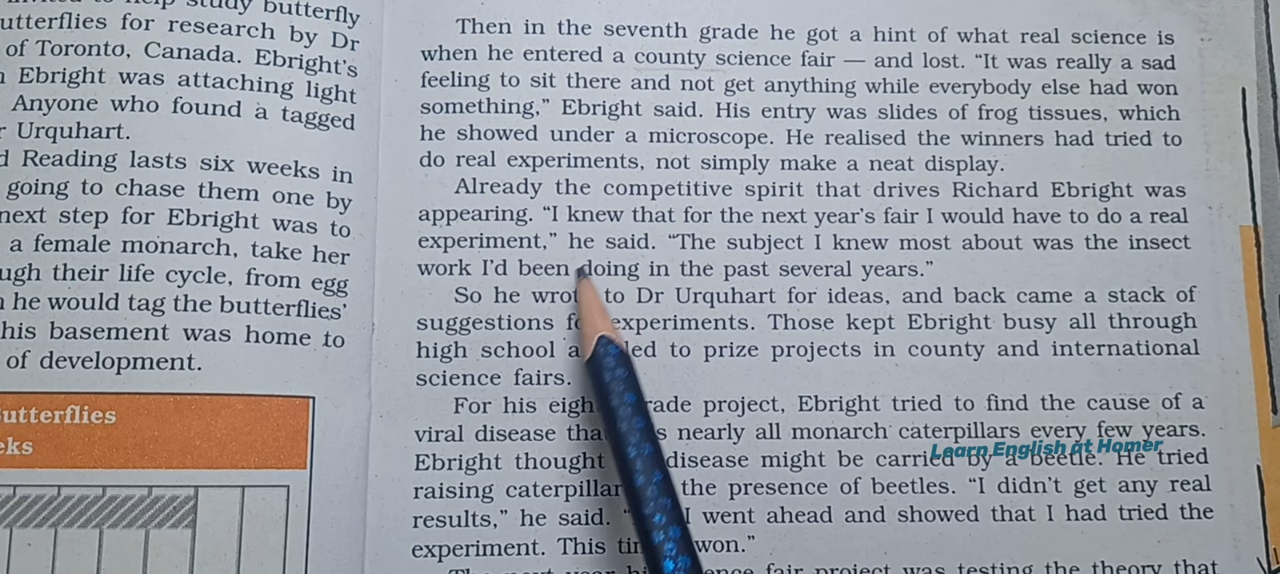 help study butterfly
utterflies for research by Dr
of Toronto, Canada. Ebright's
Ebright was attaching light
Anyone who found a tagged
Urquhart.
Reading lasts six weeks in
going to chase them one by
next step for Ebright was to
a female monarch, take her
ugh their life cycle, from egg
he would tag the butterflies'
his basement was home to
of development.
utterflies
eks
Then in the seventh grade he got a hint of what real science is
when he entered a county science fair — and lost. “It was really a sad
feeling to sit there and not get anything while everybody else had won
something,” Ebright said. His entry was slides of frog tissues, which
he showed under a microscope. He realised the winners had tried to
do real experiments, not simply make a neat display.
Already the competitive spirit that drives Richard Ebright was
appearing. “I knew that for the next year's fair I would have to do a real
experiment,” he said. “The subject I knew most about was the insect
work I'd been doing in the past several years.”
So he wrot to Dr Urquhart for ideas, and back came a stack of
suggestions f experiments. Those kept Ebright busy all through
high school a led to prize projects in county and international
science fairs.
For his eigh rade project, Ebright tried to find the cause of a
viral disease tha s nearly all monarch caterpillars every few years.
Ebright thought disease might be carried by a beetle. He tried
raising caterpillar the presence of beetles. “I didn't get any real
results,” he said. “ I went ahead and showed that I had tried the
experiment. This ti won.”
fair project was testing the theory that
Learn English at Homer